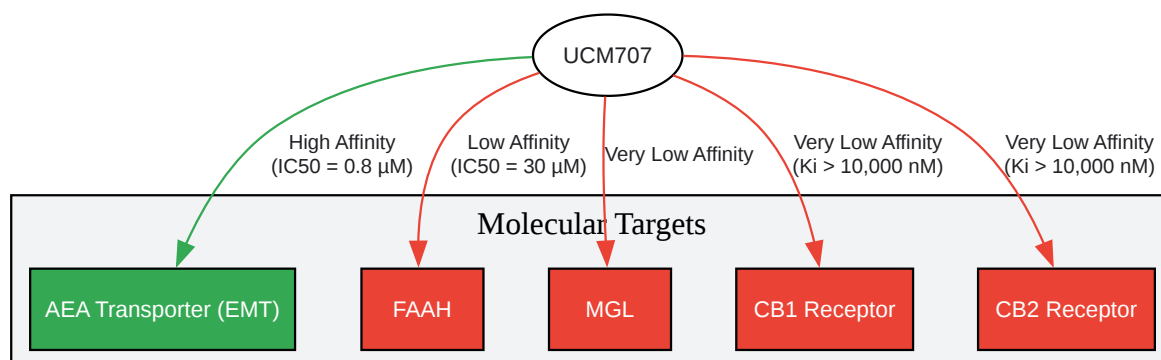 UCM707
High Affinity
(IC50 = 0.8 µM)
Low Affinity
(IC50 = 30 µM)
Very Low Affinity
Very Low Affinity
(Ki > 10,000 nM)
Very Low Affinity
(Ki > 10,000 nM)
Molecular Targets
AEA Transporter (EMT)
FAAH
MGL
CB1 Receptor
CB2 Receptor